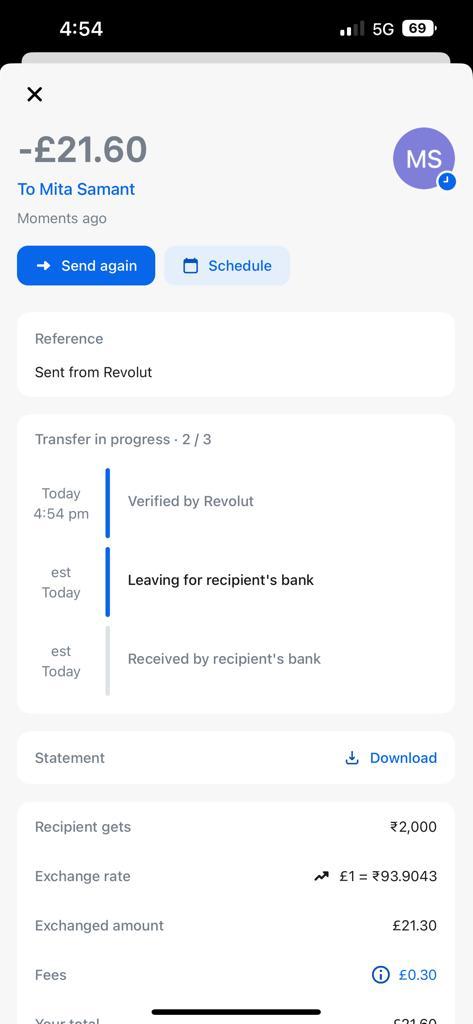 4:54
5G
69
-£21.60
MS
To Mita Samant
Moments ago
Send again
Schedule
Reference
Sent from Revolut
Transfer in progress · 2 / 3
Today
4:54 pm
Verified by Revolut
est
Today
Leaving for recipient's bank
est
Today
Received by recipient's bank
Statement
Download
Recipient gets
₹2,000
Exchange rate
£1 = ₹93.9043
Exchanged amount
£21.30
Fees
£0.30
Your total
£21.60